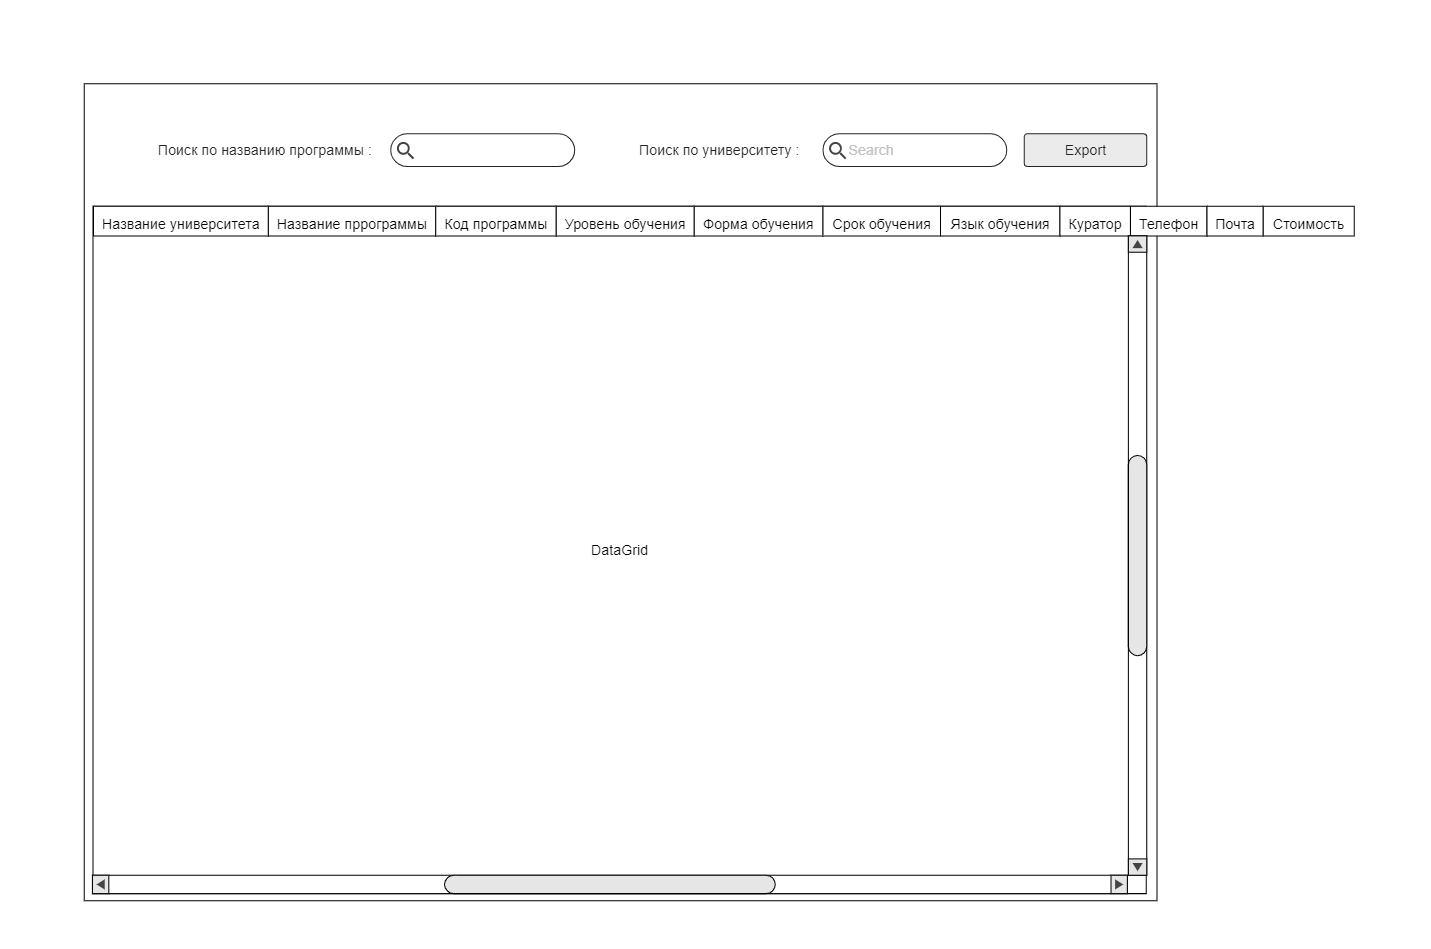 Поиск по названию программы :
Поиск по университету :
Search
Export
Название университета
Название пррограммы
Код программы
Уровень обучения
Форма обучения
Срок обучения
Язык обучения
Куратор
Телефон
Почта
Стоимость
DataGrid